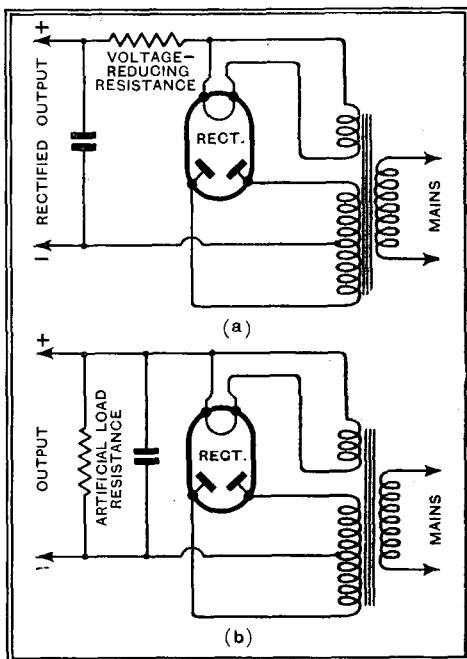 +
VOLTAGE-
REDUCING
RESISTANCE
RECTIFIED OUTPUT
RECT.
MAINS
–
(a)
+
OUTPUT
ARTIFICIAL LOAD
RESISTANCE
RECT.
MAINS
–
(b)